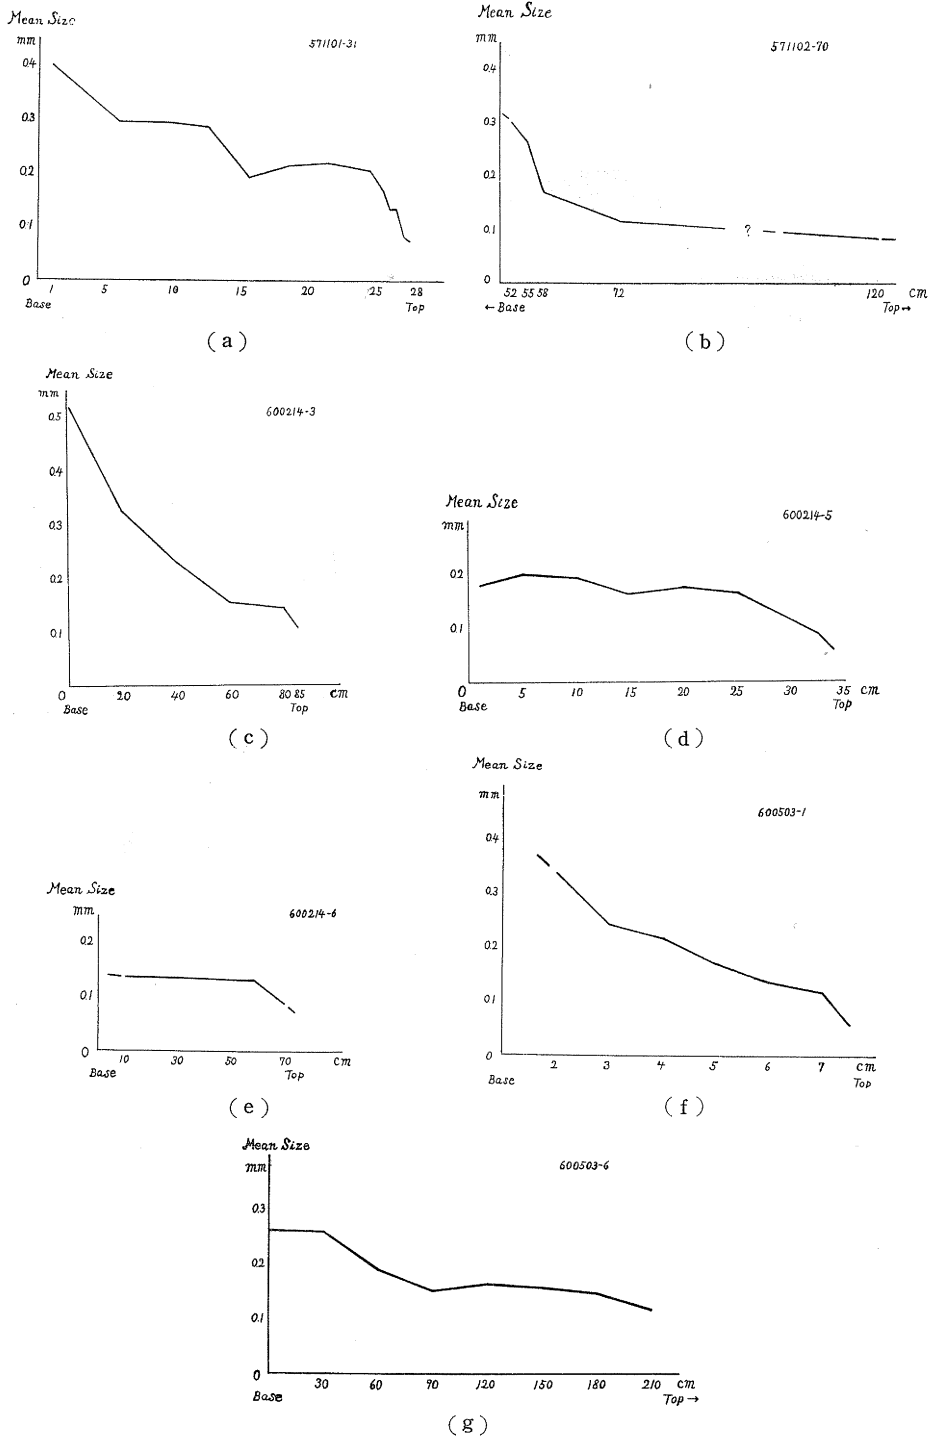 Mean Size
mm
571101-31
0.4
0.3
0.2
0.1
0
1 5 10 15 20 25 28
Base Top
(a)
Mean Size
mm
571102-70
0.4
0.3
0.2
0.1
0
?
52 55 58 72 120 cm
←Base Top→
(b)
Mean Size
mm
600214-3
0.5
0.4
0.3
0.2
0.1
0 20 40 60 80 85 cm
Base Top
(c)
Mean Size
mm
600214-5
0.2
0.1
0 5 10 15 20 25 30 35 cm
Base Top
(d)
Mean Size
mm
600214-6
0.2
0.1
0
10 30 50 70 cm
Base Top
(e)
Mean Size
mm
600503-1
0.4
0.3
0.2
0.1
0
2 3 4 5 6 7 cm
Base Top
(f)
Mean Size
mm
600503-6
0.3
0.2
0.1
0
30 60 90 120 150 180 210 cm
Base Top→
(g)